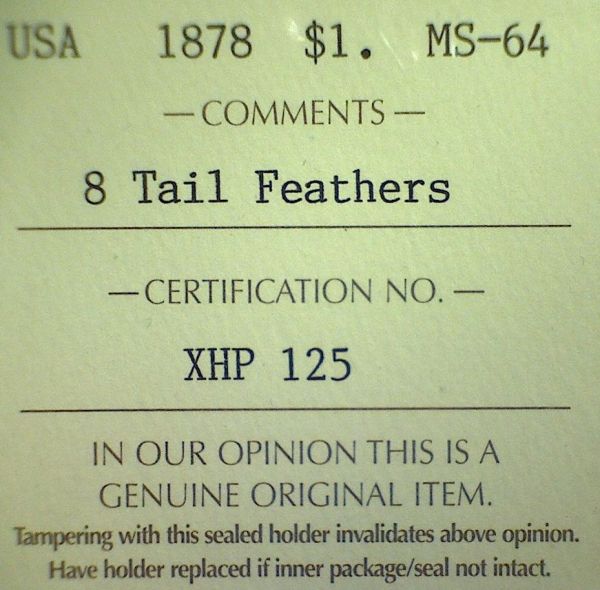 USA 1878 $1. MS-64
— COMMENTS —
8 Tail Feathers
— CERTIFICATION NO. —
XHP 125
IN OUR OPINION THIS IS A
GENUINE ORIGINAL ITEM.
Tampering with this sealed holder invalidates above opinion.
Have holder replaced if inner package/seal not intact.